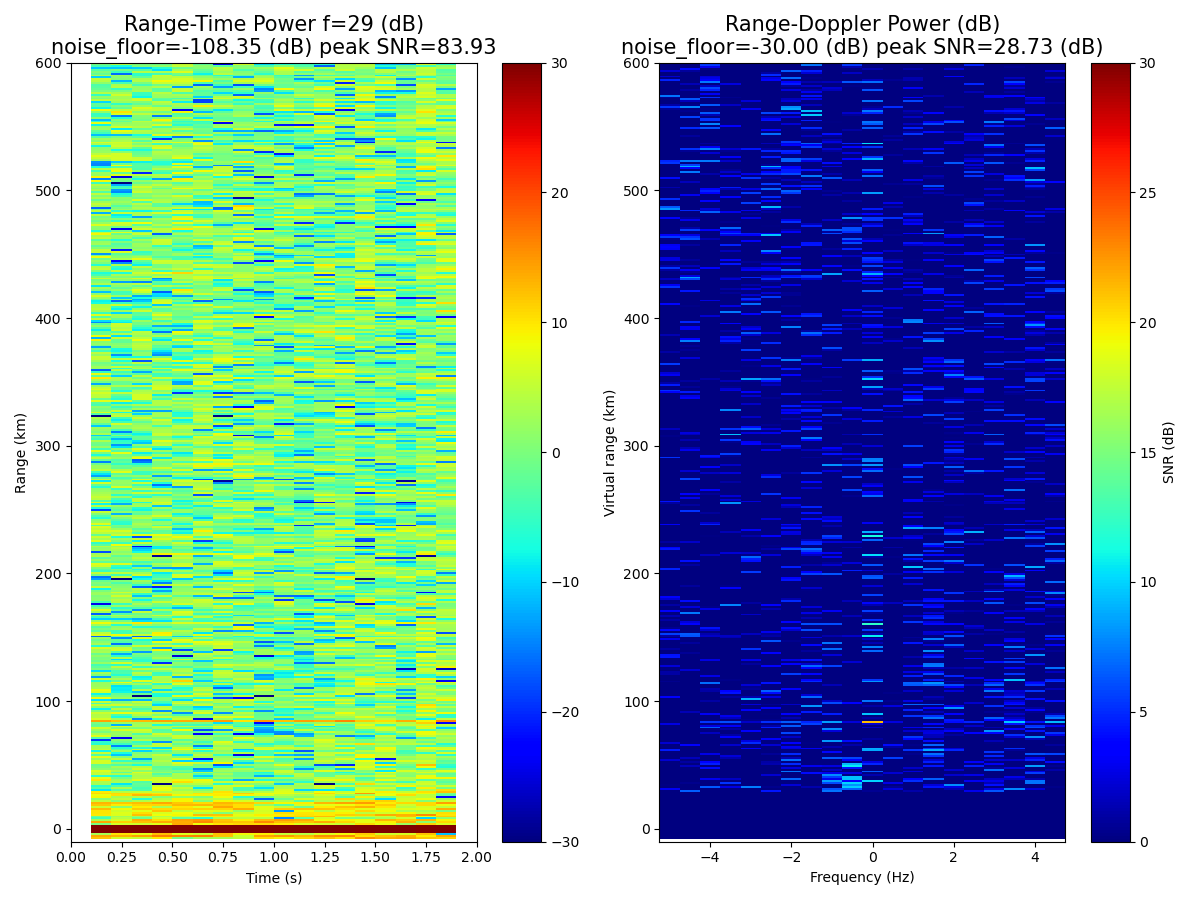 Range-Time Power f=29 (dB)
noise_floor=-108.35 (dB) peak SNR=83.93
Range-Doppler Power (dB)
noise_floor=-30.00 (dB) peak SNR=28.73 (dB)
600
500
400
300
200
100
0
Range (km)
0.00 0.25 0.50 0.75 1.00 1.25 1.50 1.75 2.00
Time (s)
30
20
10
0
−10
−20
−30
600
500
400
300
200
100
0
Virtual range (km)
−4 −2 0 2 4
Frequency (Hz)
30
25
20
15
10
5
0
SNR (dB)